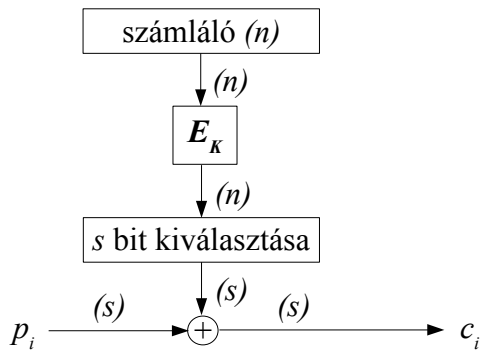 számláló (n)
(n)
E_K
(n)
s bit kiválasztása
(s)
(s) (s)
p_i + c_i